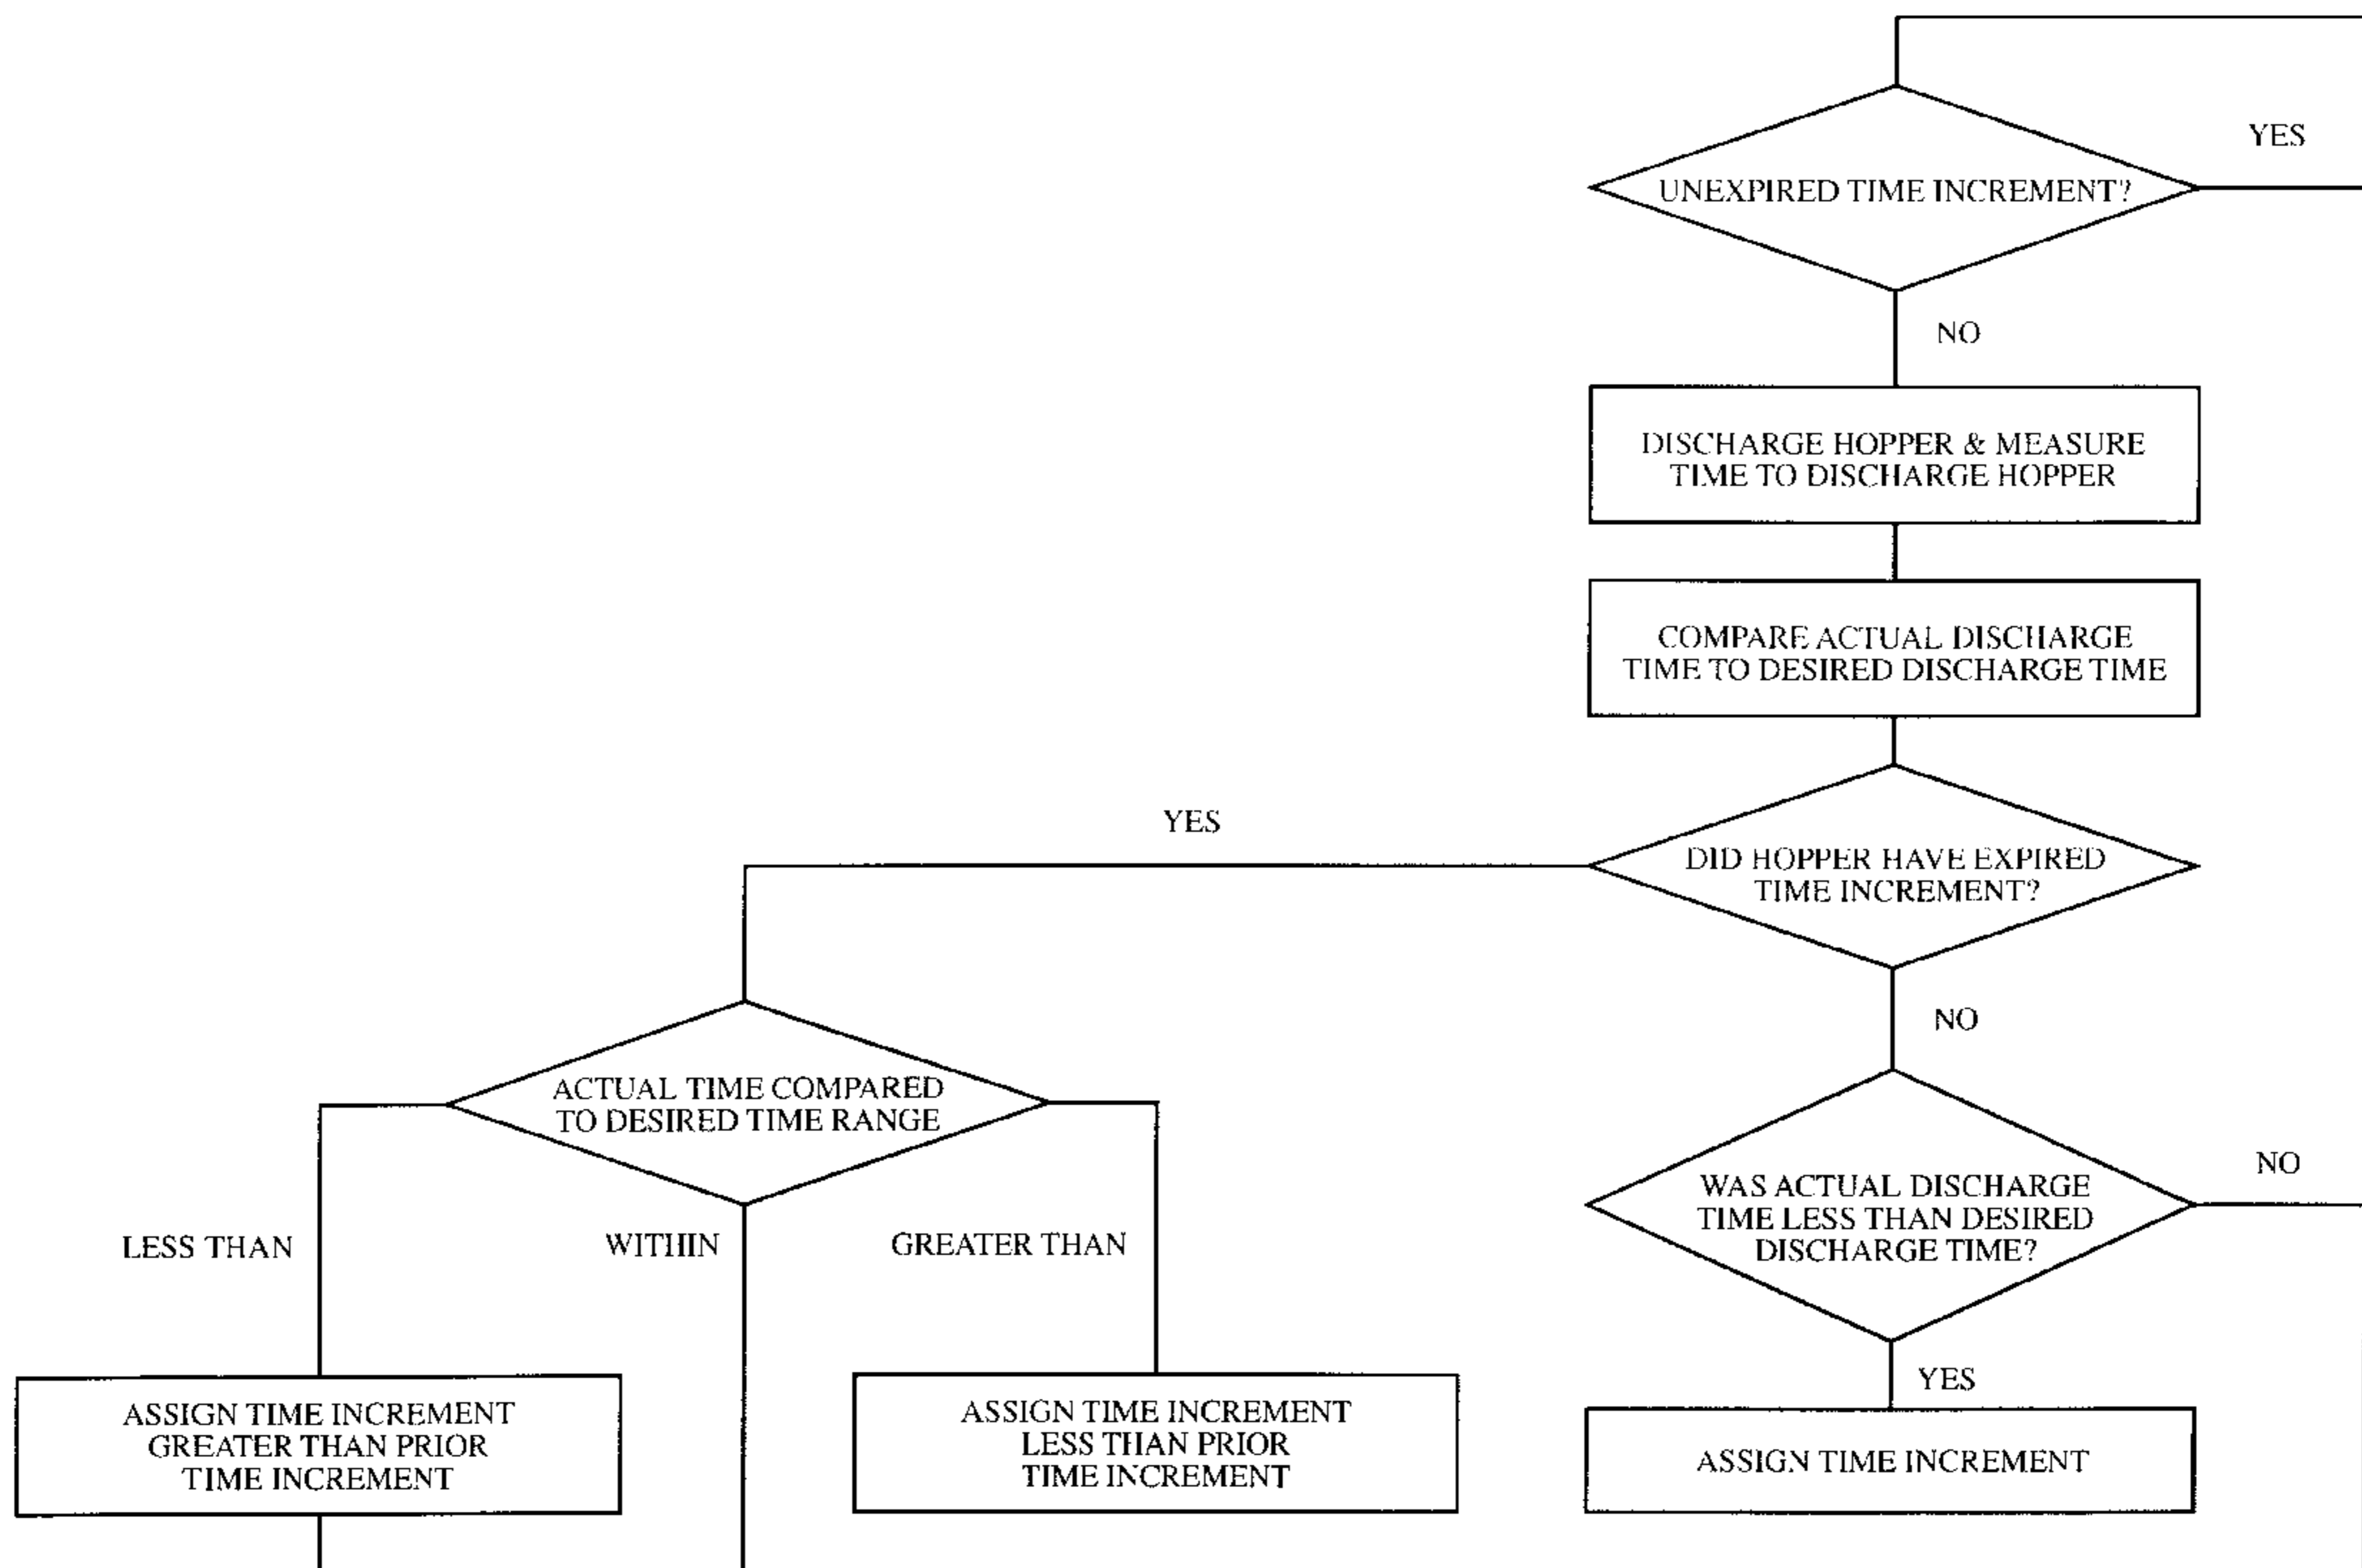 YES
UNEXPIRED TIME INCREMENT?
NO
DISCHARGE HOPPER & MEASURE
TIME TO DISCHARGE HOPPER
COMPARE ACTUAL DISCHARGE
TIME TO DESIRED DISCHARGE TIME
YES
DID HOPPER HAVE EXPIRED
TIME INCREMENT?
NO
ACTUAL TIME COMPARED
TO DESIRED TIME RANGE
NO
WAS ACTUAL DISCHARGE
TIME LESS THAN DESIRED
DISCHARGE TIME?
LESS THAN
WITHIN
GREATER THAN
YES
ASSIGN TIME INCREMENT
GREATER THAN PRIOR
TIME INCREMENT
ASSIGN TIME INCREMENT
LESS THAN PRIOR
TIME INCREMENT
ASSIGN TIME INCREMENT